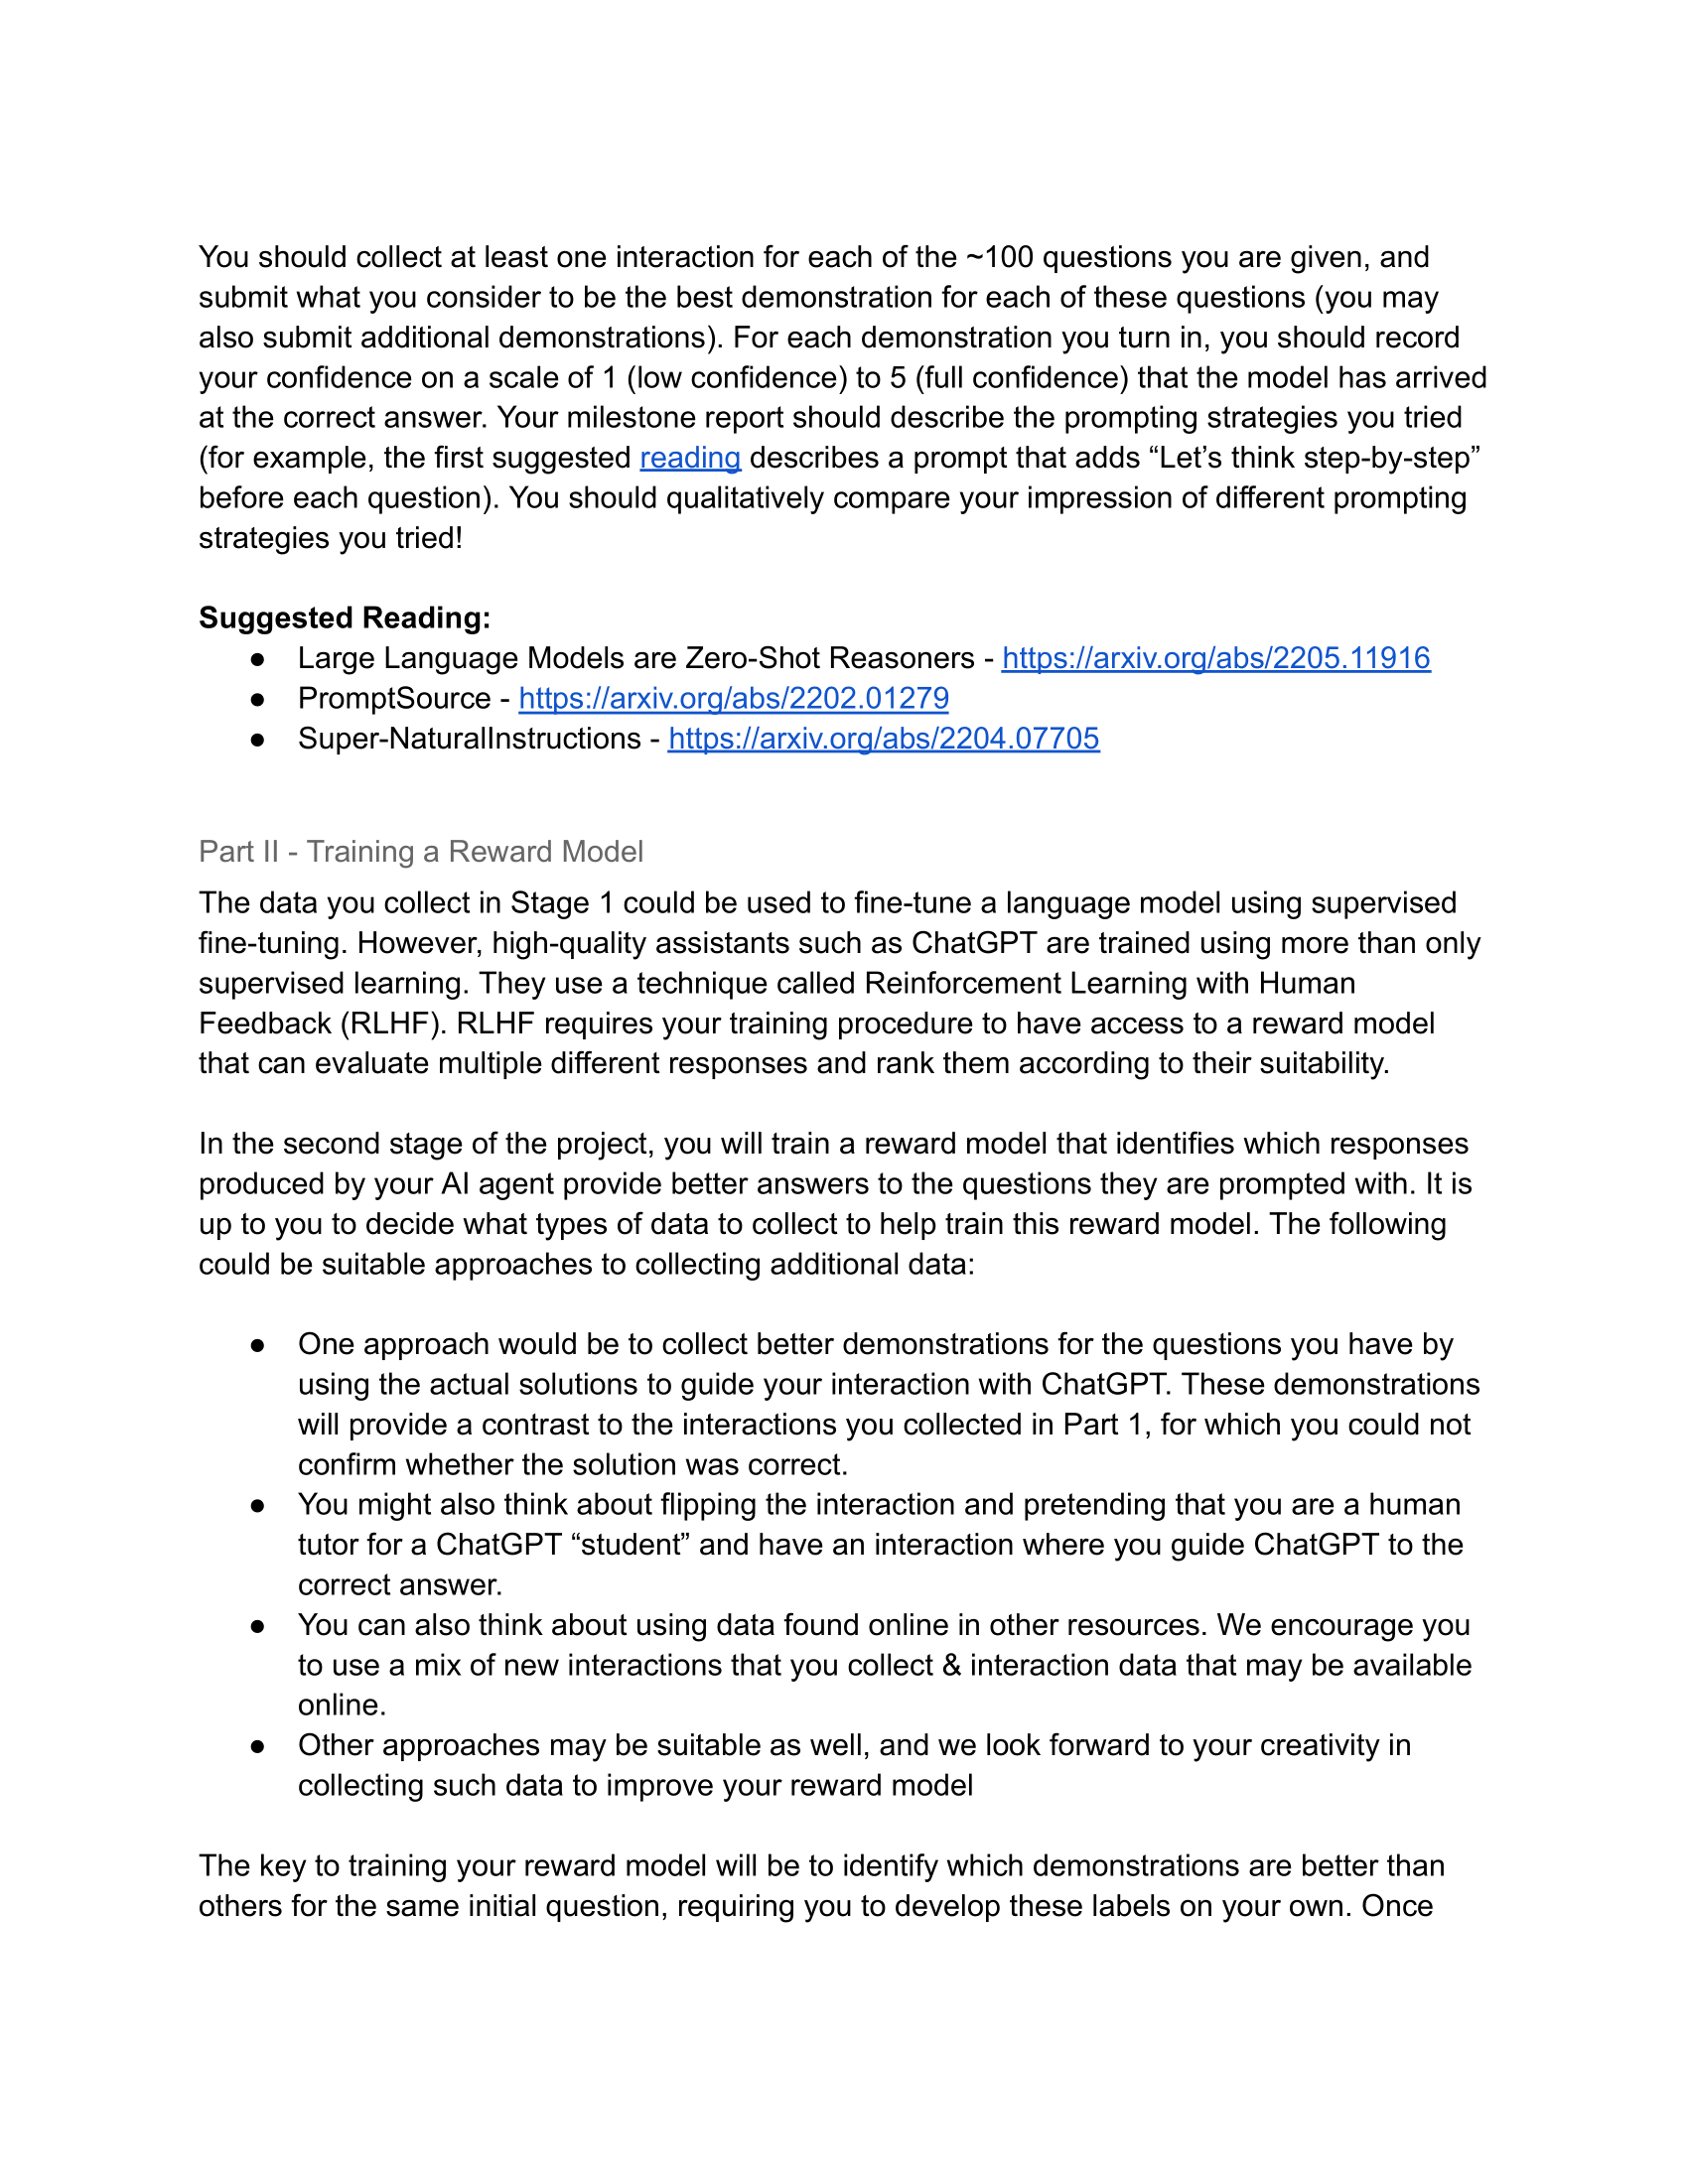 You should collect at least one interaction for each of the ~100 questions you are given, and
submit what you consider to be the best demonstration for each of these questions (you may
also submit additional demonstrations). For each demonstration you turn in, you should record
your confidence on a scale of 1 (low confidence) to 5 (full confidence) that the model has arrived
at the correct answer. Your milestone report should describe the prompting strategies you tried
(for example, the first suggested reading describes a prompt that adds “Let’s think step-by-step”
before each question). You should qualitatively compare your impression of different prompting
strategies you tried!
Suggested Reading:
● Large Language Models are Zero-Shot Reasoners - https://arxiv.org/abs/2205.11916
● PromptSource - https://arxiv.org/abs/2202.01279
● Super-NaturalInstructions - https://arxiv.org/abs/2204.07705
Part II - Training a Reward Model
The data you collect in Stage 1 could be used to fine-tune a language model using supervised
fine-tuning. However, high-quality assistants such as ChatGPT are trained using more than only
supervised learning. They use a technique called Reinforcement Learning with Human
Feedback (RLHF). RLHF requires your training procedure to have access to a reward model
that can evaluate multiple different responses and rank them according to their suitability.
In the second stage of the project, you will train a reward model that identifies which responses
produced by your AI agent provide better answers to the questions they are prompted with. It is
up to you to decide what types of data to collect to help train this reward model. The following
could be suitable approaches to collecting additional data:
● One approach would be to collect better demonstrations for the questions you have by
using the actual solutions to guide your interaction with ChatGPT. These demonstrations
will provide a contrast to the interactions you collected in Part 1, for which you could not
confirm whether the solution was correct.
● You might also think about flipping the interaction and pretending that you are a human
tutor for a ChatGPT “student” and have an interaction where you guide ChatGPT to the
correct answer.
● You can also think about using data found online in other resources. We encourage you
to use a mix of new interactions that you collect & interaction data that may be available
online.
● Other approaches may be suitable as well, and we look forward to your creativity in
collecting such data to improve your reward model
The key to training your reward model will be to identify which demonstrations are better than
others for the same initial question, requiring you to develop these labels on your own. Once